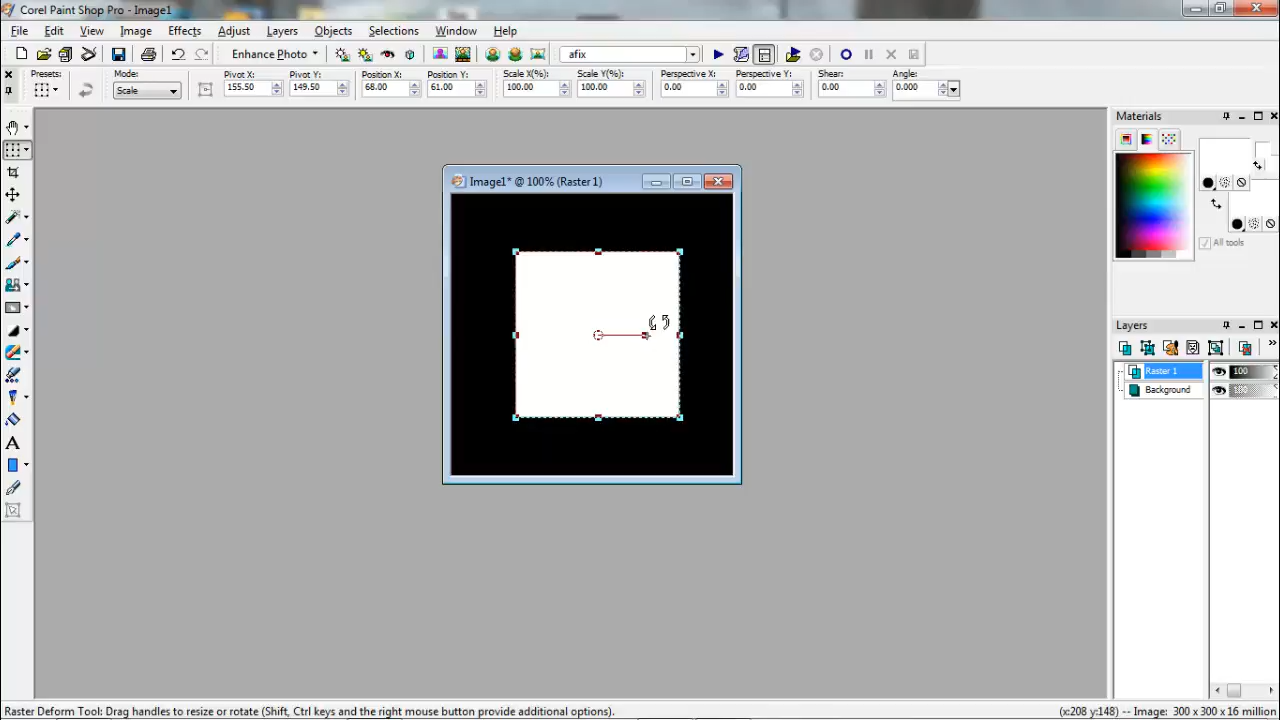 Corel Paint Shop Pro - Image1
File Edit View Image Adjust Effects Layers Objects Selections Window Help
Enhance Photo afix
Presets: Mode: Pivot X: Pivot Y: Position X: Position Y: Scale X(%): Scale Y(%): Perspective X: Perspective Y: Shear: Angle:
Scale 155.50 149.50 68.00 61.00 100.00 100.00 0.00 0.00 0.00 0.000
Materials
Image1* @ 100% (Raster 1)
All tools
Layers
Raster 1 100
Background 100
A
Raster Deform Tool: Drag handles to resize or rotate (Shift, Ctrl keys and the right mouse button provide additional options).
(x:208 y:148) -- Image: 300 x 300 x 16 million